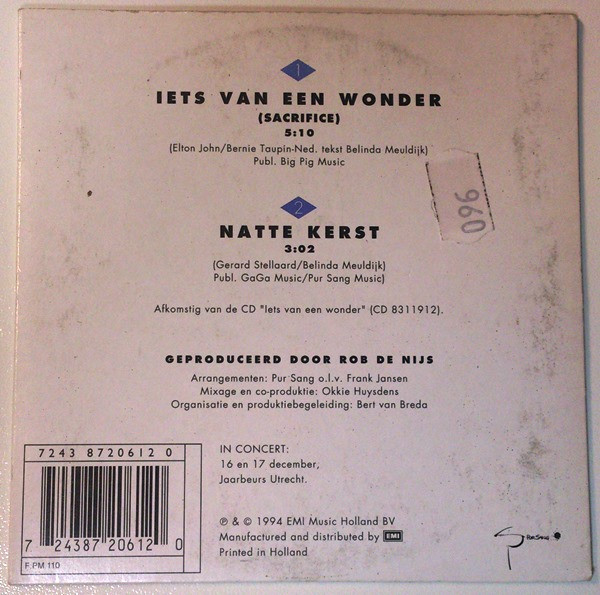 1
IETS VAN EEN WONDER
(SACRIFICE)
5:10
(Elton John/Bernie Taupin-Ned. tekst Belinda Meuldijk)
Publ. Big Pig Music
096
2
NATTE KERST
3:02
(Gerard Stellaard/Belinda Meuldijk)
Publ. GaGa Music/Pur Sang Music)
Afkomstig van de CD "Iets van een wonder" (CD 8311912).
GEPRODUCEERD DOOR ROB DE NIJS
Arrangementen: Pur Sang o.l.v. Frank Jansen
Mixage en co-produktie: Okkie Huysdens
Organisatie en produktiebegeleiding: Bert van Breda
7243 8720612 0
7 24387 20612 0
F:PM 110
IN CONCERT:
16 en 17 december,
Jaarbeurs Utrecht.
℗ & © 1994 EMI Music Holland BV
Manufactured and distributed by EMI
Printed in Holland
PUR SANG